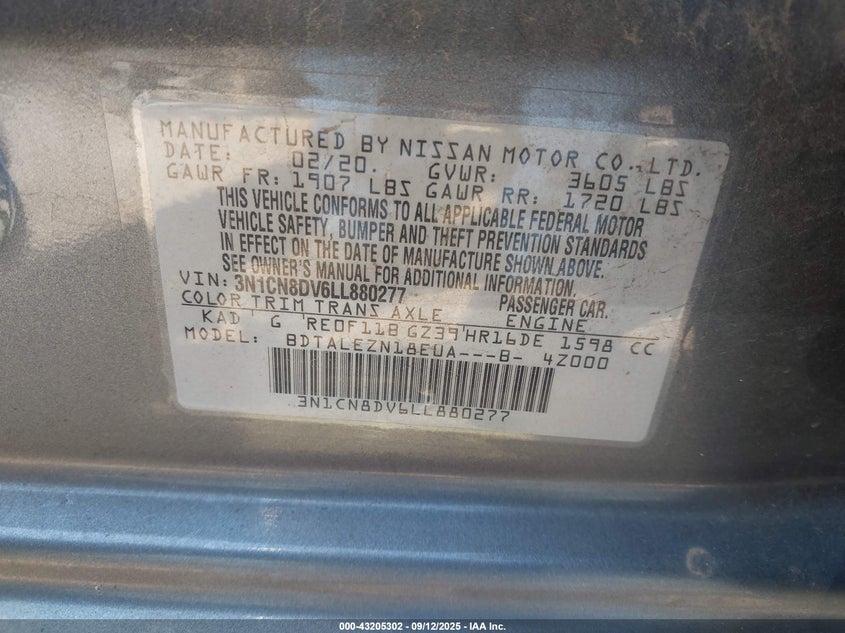 MANUFACTURED BY NISSAN MOTOR CO., LTD.
DATE: 02/20. GVWR: 3605 LBS
GAWR FR: 1907 LBS GAWR RR: 1720 LBS
THIS VEHICLE CONFORMS TO ALL APPLICABLE FEDERAL MOTOR
VEHICLE SAFETY, BUMPER AND THEFT PREVENTION STANDARDS
IN EFFECT ON THE DATE OF MANUFACTURE SHOWN ABOVE.
SEE OWNER'S MANUAL FOR ADDITIONAL INFORMATION.
VIN: 3N1CN8DV6LL880277 PASSENGER CAR.
COLOR TRIM TRANS AXLE ENGINE
KAD G RE0F11B GZ39 HR16DE 1598 CC
MODEL: BDTALEZN18EUA---B- 4Z000
3N1CN8DV6LL880277
000-43205302 - 09/12/2025 - IAA Inc.